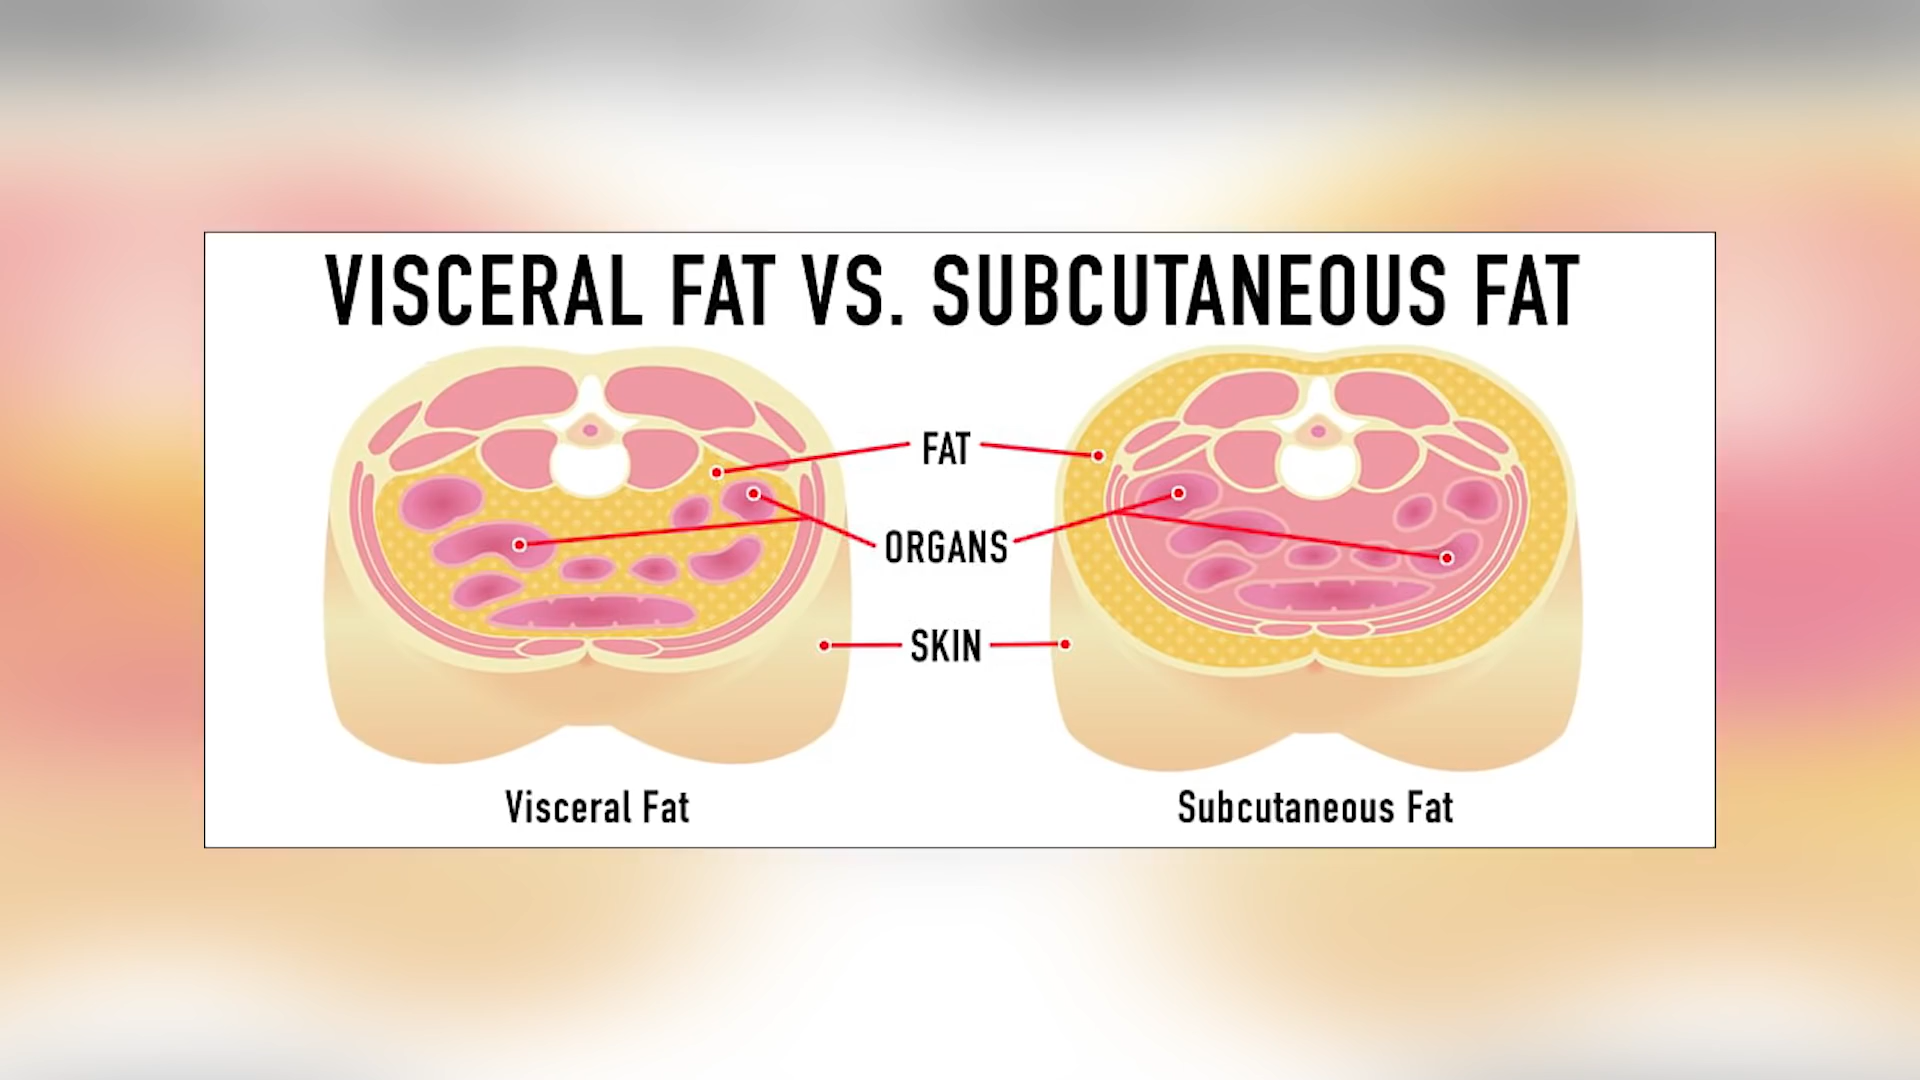 VISCERAL FAT VS. SUBCUTANEOUS FAT
FAT
ORGANS
SKIN
Visceral Fat
Subcutaneous Fat